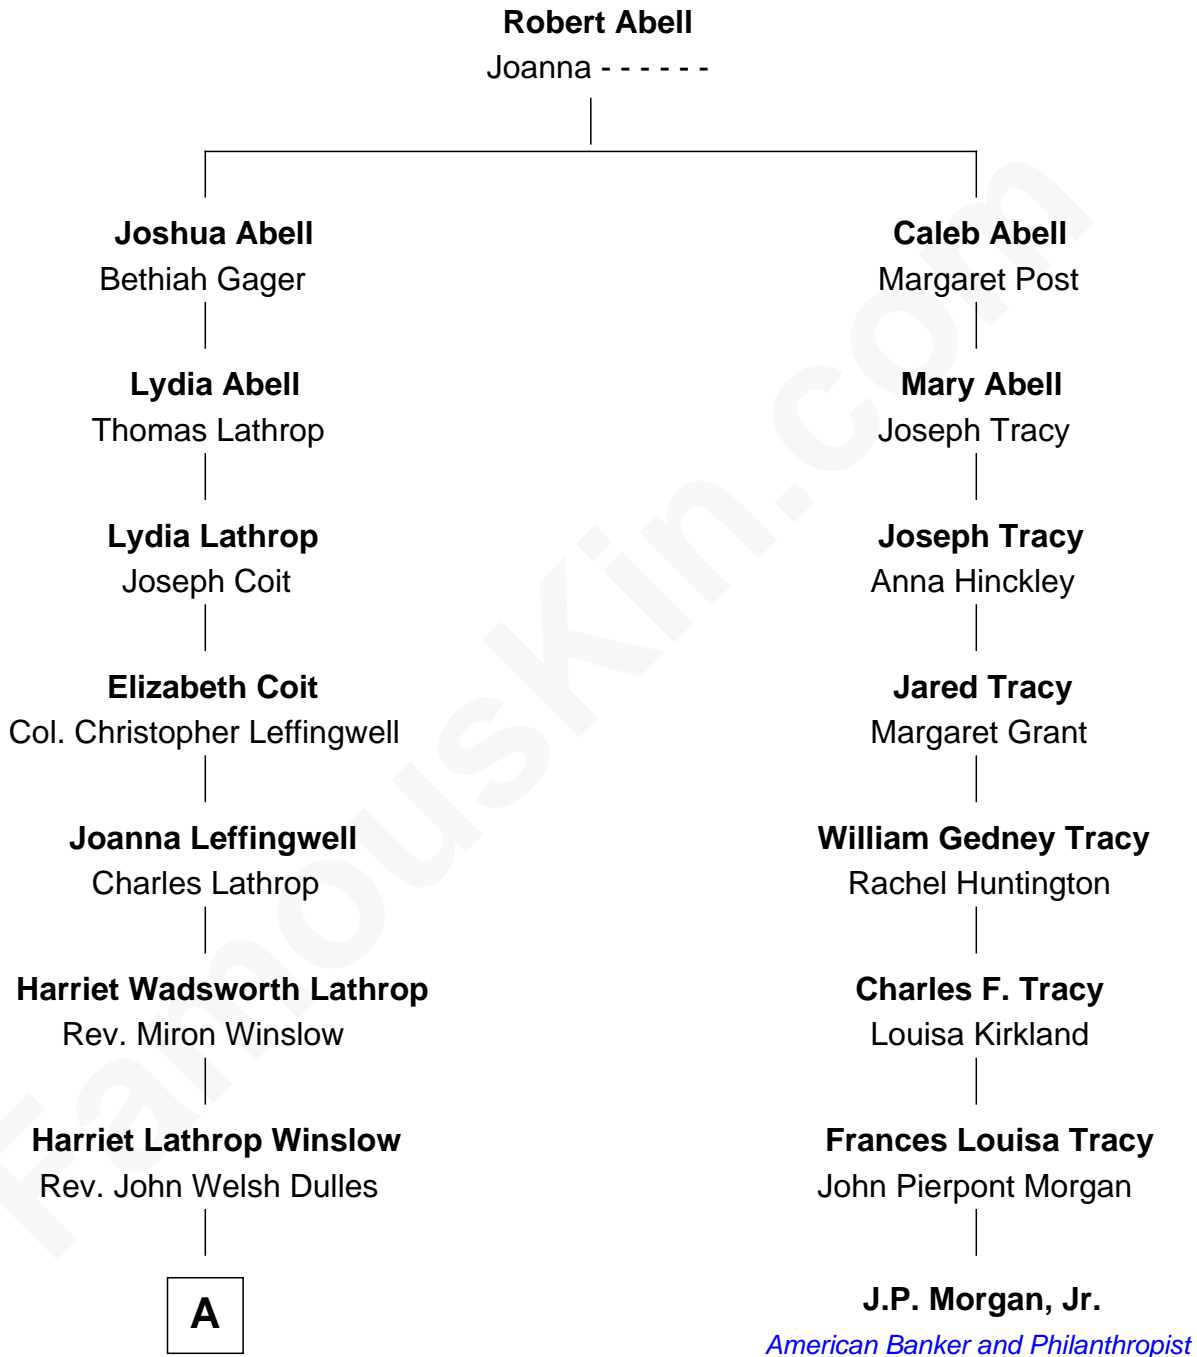 Robert Abell
Joanna - - - - - -
Joshua Abell
Bethiah Gager
Caleb Abell
Margaret Post
Lydia Abell
Thomas Lathrop
Mary Abell
Joseph Tracy
Lydia Lathrop
Joseph Coit
Joseph Tracy
Anna Hinckley
Elizabeth Coit
Col. Christopher Leffingwell
Jared Tracy
Margaret Grant
Joanna Leffingwell
Charles Lathrop
William Gedney Tracy
Rachel Huntington
Harriet Wadsworth Lathrop
Rev. Miron Winslow
Charles F. Tracy
Louisa Kirkland
Harriet Lathrop Winslow
Rev. John Welsh Dulles
Frances Louisa Tracy
John Pierpont Morgan
A
J.P. Morgan, Jr.
American Banker and Philanthropist
FamousKin.com